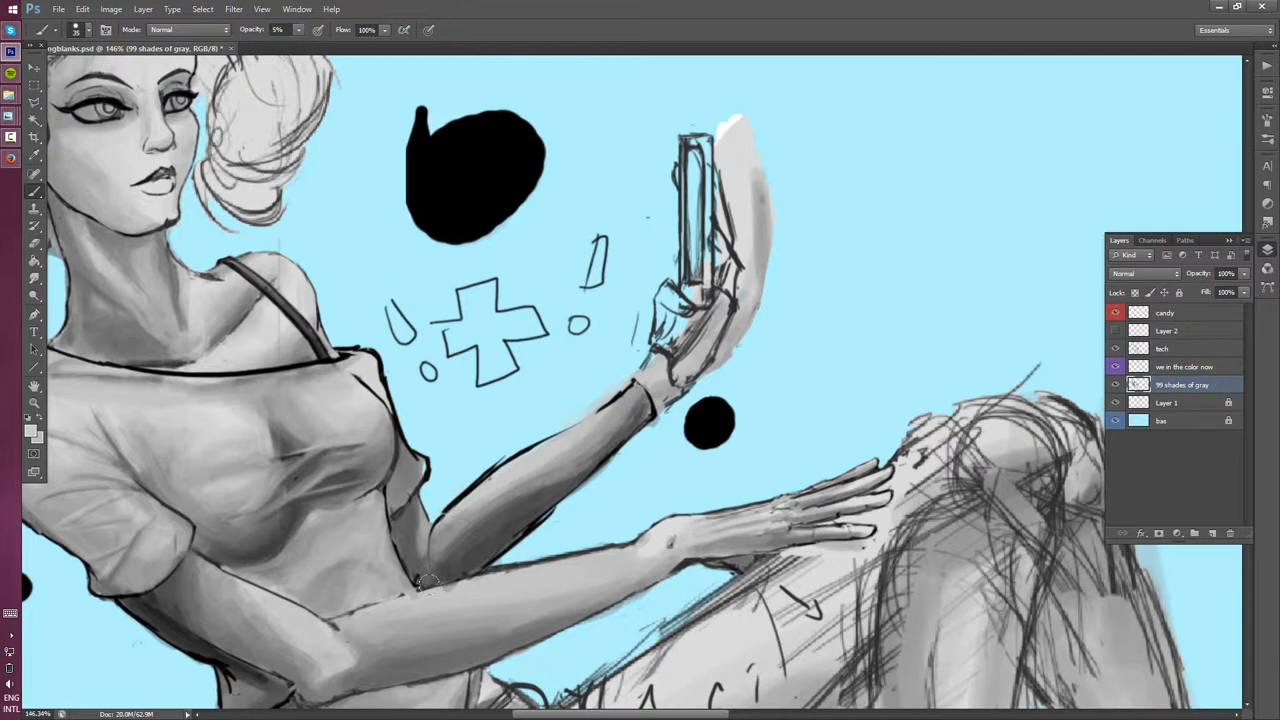 Ps File Edit Image Layer Type Select Filter View Window Help
35 Mode: Normal Opacity: 5% Flow: 100% Essentials
ngblanks.psd @ 146% (99 shades of gray, RGB/8) * ×
Layers Channels Paths
Kind
Normal Opacity: 100%
Lock: Fill: 100%
candy
Layer 2
tech
we in the color now
99 shades of gray
Layer 1
bas
ENG
INTL
146.34% Doc: 20.0M/62.9M